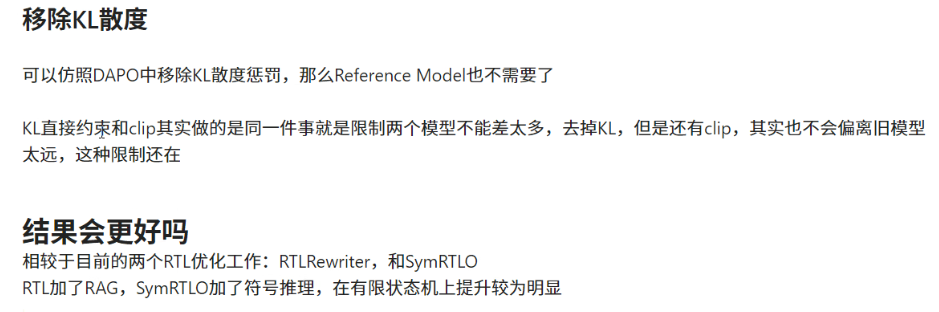 移除KL散度
可以仿照DAPO中移除KL散度惩罚，那么Reference Model也不需要了
KL直接约束和clip其实做的是同一件事就是限制两个模型不能差太多，去掉KL，但是还有clip，其实也不会偏离旧模型
太远，这种限制还在
结果会更好吗
相较于目前的两个RTL优化工作：RTLRewriter，和SymRTLO
RTL加了RAG，SymRTLO加了符号推理，在有限状态机上提升较为明显